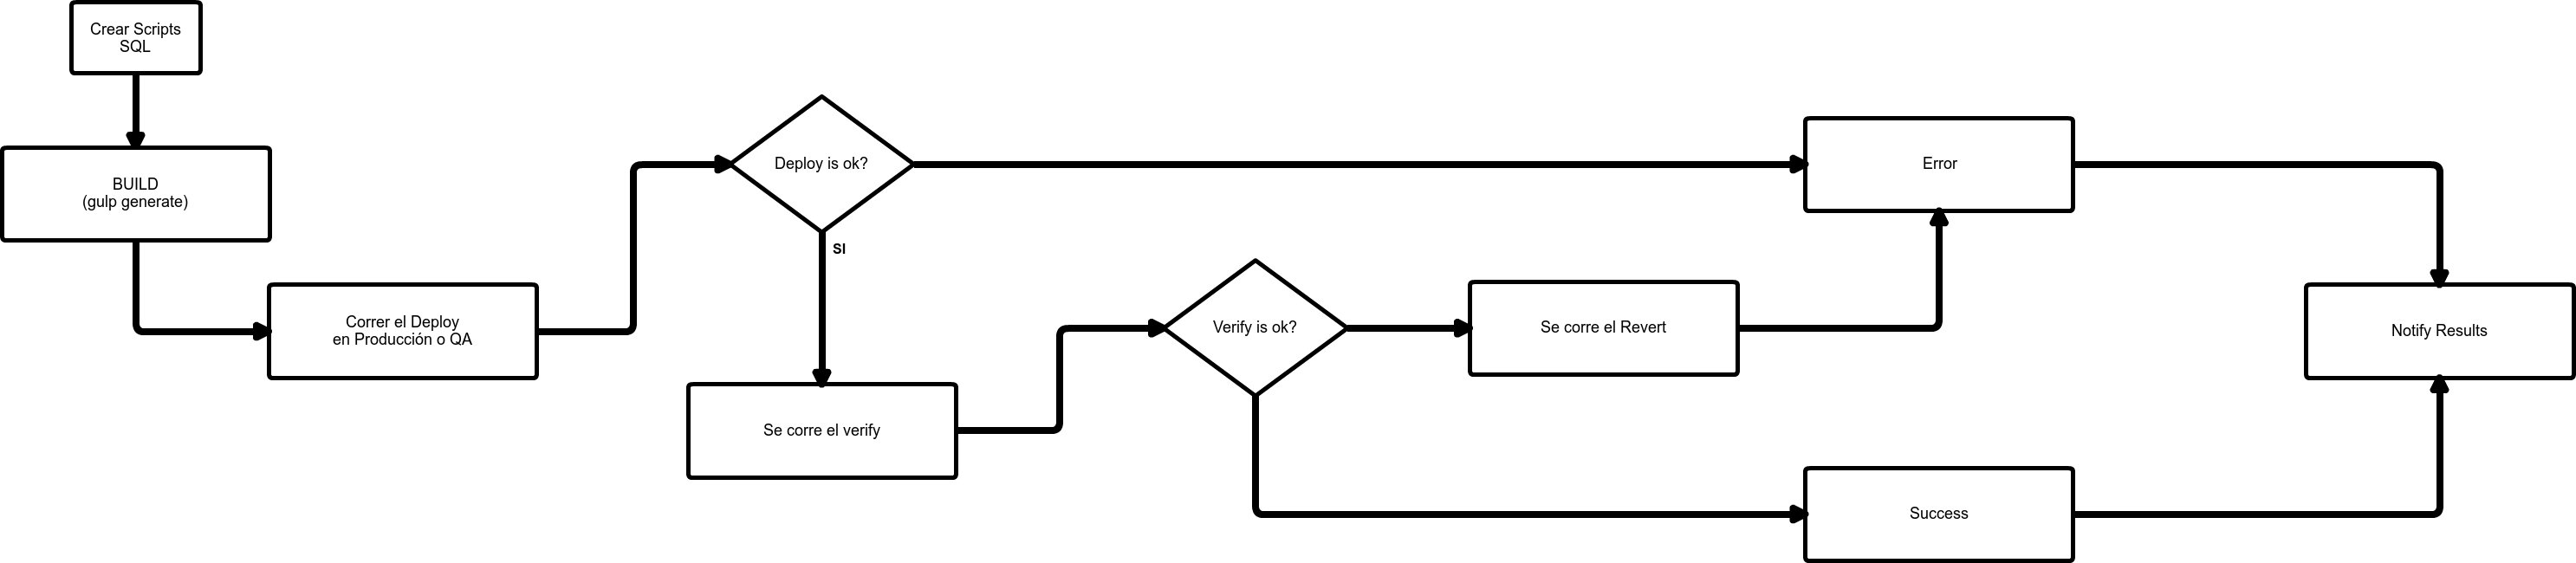 Crear Scripts
SQL
BUILD
(gulp generate)
Correr el Deploy
en Producción o QA
Deploy is ok?
SI
Se corre el verify
Verify is ok?
Se corre el Revert
Error
Success
Notify Results